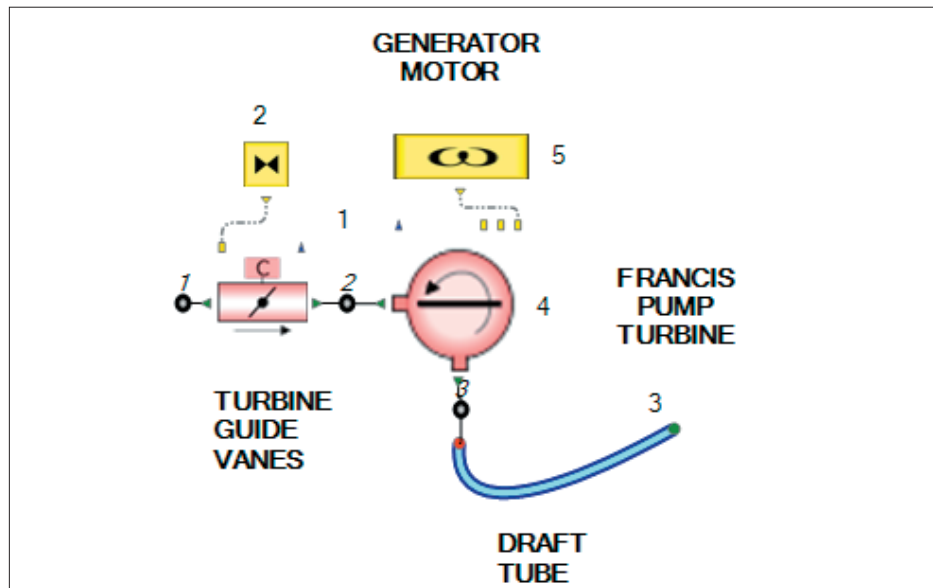 GENERATOR
MOTOR
2
5
1
C
1
2
4
FRANCIS
PUMP
TURBINE
TURBINE
GUIDE
VANES
3
3
DRAFT
TUBE